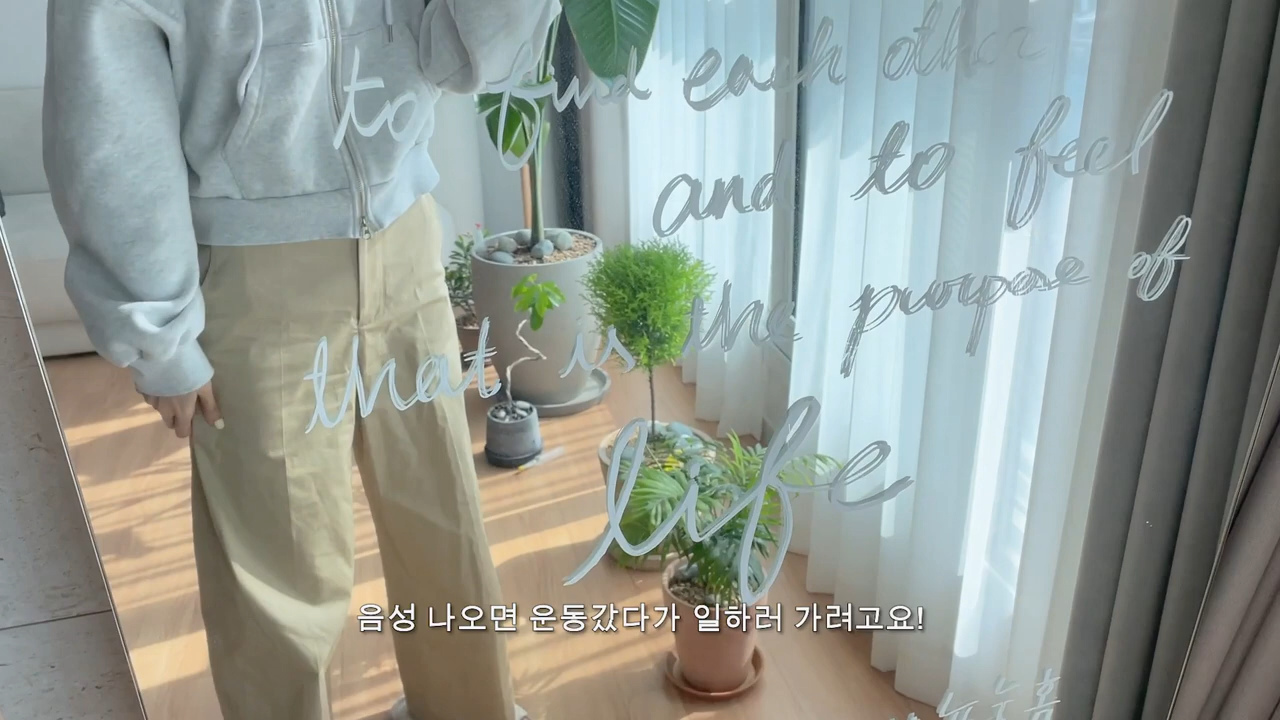 to find each other
and to feel
that is the purpose of
life
음성 나오면 운동갔다가 일하러 가려고요!